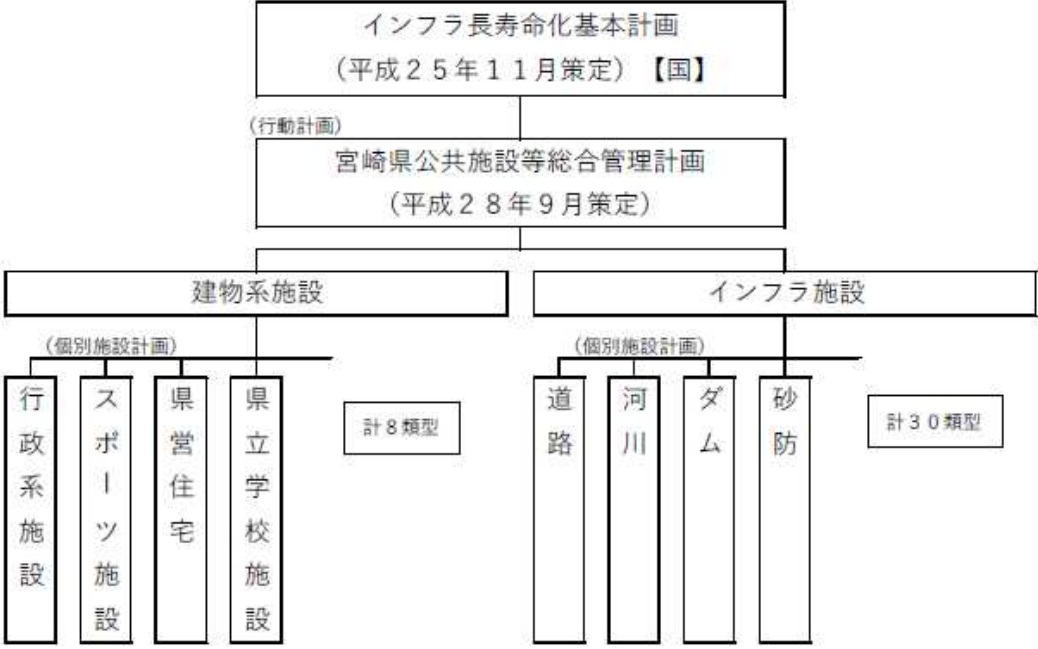 インフラ長寿命化基本計画
（平成２５年１１月策定）【国】
（行動計画）
宮崎県公共施設等総合管理計画
（平成２８年９月策定）
建物系施設
インフラ施設
（個別施設計画）
（個別施設計画）
行政系施設
スポーツ施設
県営住宅
県立学校施設
計８類型
道路
河川
ダム
砂防
計３０類型